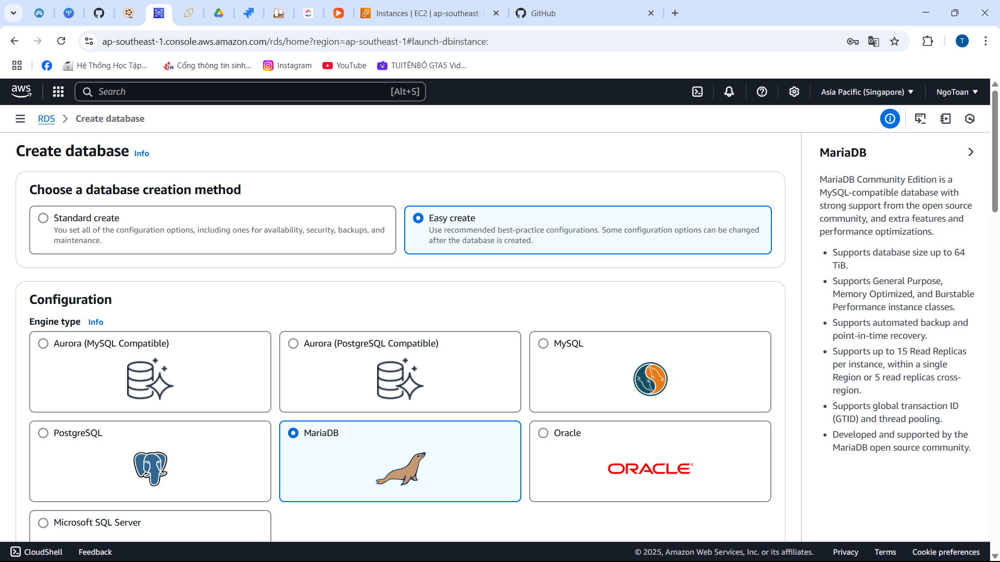 Instances | EC2 | ap-southeast-1
GitHub
ap-southeast-1.console.aws.amazon.com/rds/home?region=ap-southeast-1#launch-dbinstance:
T
Hệ Thống Học Tập...
Cổng thông tin sinh...
Instagram
YouTube
TUITÊNBÔ GTA5 Vid...
aws
Search
[Alt+S]
Asia Pacific (Singapore)
NgoToan
RDS
Create database
Create database
Info
Choose a database creation method
Standard create
You set all of the configuration options, including ones for availability, security, backups, and
maintenance.
Easy create
Use recommended best-practice configurations. Some configuration options can be changed
after the database is created.
Configuration
Engine type
Info
Aurora (MySQL Compatible)
Aurora (PostgreSQL Compatible)
MySQL
PostgreSQL
MariaDB
Oracle
ORACLE
Microsoft SQL Server
MariaDB
MariaDB Community Edition is a
MySQL-compatible database with
strong support from the open source
community, and extra features and
performance optimizations.
• Supports database size up to 64
TiB.
• Supports General Purpose,
Memory Optimized, and Burstable
Performance instance classes.
• Supports automated backup and
point-in-time recovery.
• Supports up to 15 Read Replicas
per instance, within a single
Region or 5 read replicas cross-
region.
• Supports global transaction ID
(GTID) and thread pooling.
• Developed and supported by the
MariaDB open source community.
CloudShell
Feedback
© 2025, Amazon Web Services, Inc. or its affiliates.
Privacy
Terms
Cookie preferences